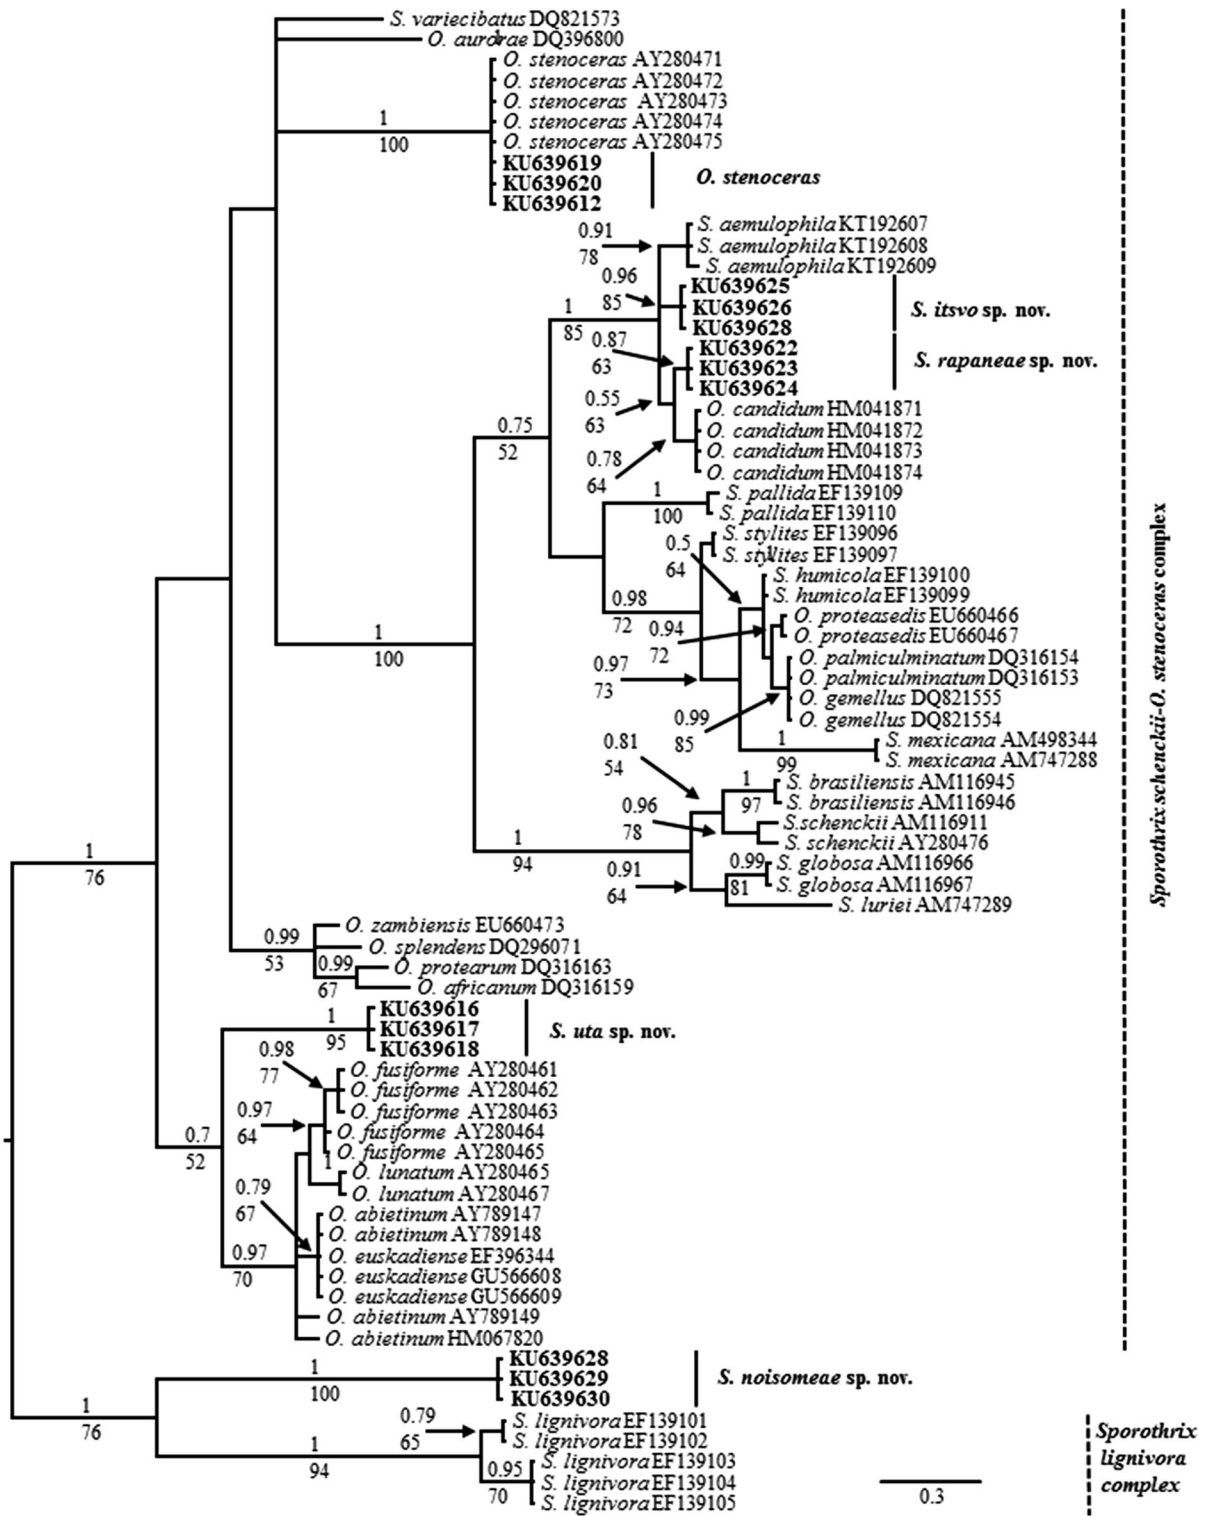 S. variecibatus DQ821573
O. aurorae DQ396800
1
O. stenoceras AY280471
O. stenoceras AY280472
O. stenoceras AY280473
O. stenoceras AY280474
O. stenoceras AY280475
1
100
KU639619
KU639620
KU639612
O. stenoceras
S. aemulophila KT192607
S. aemulophila KT192608
S. aemulophila KT192609
0.91
78
0.96
85
KU639625
KU639626
KU639628
S. itsvo sp. nov.
1
85
0.87
63
KU639622
KU639623
KU639624
S. rapaneae sp. nov.
0.55
63
O. candidum HM041871
O. candidum HM041872
O. candidum HM041873
O. candidum HM041874
0.78
64
0.75
52
1
100
S. pallida EF139109
S. pallida EF139110
S. stylites EF139096
S. stylites EF139097
0.5
64
1
S. humicola EF139100
S. humicola EF139099
0.98
72
O. proteasedis EU660466
O. proteasedis EU660467
0.94
72
1
100
O. palmiculminatum DQ316154
O. palmiculminatum DQ316153
O. gemellus DQ821555
O. gemellus DQ821554
0.97
73
0.99
85
S. mexicana AM498344
S. mexicana AM747288
1
99
0.81
54
S. brasiliensis AM116945
S. brasiliensis AM116946
1
97
0.96
78
S.schenckii AM116911
S. schenckii AY280476
1
94
S. globosa AM116966
S. globosa AM116967
0.99
81
0.91
64
S. luriei AM747289
Sporothrix schenckii-O. stenoceras complex
1
76
O. zambiensis EU660473
O. splendens DQ296071
O. protearum DQ316163
O. africanum DQ316159
0.99
53
0.99
67
KU639616
KU639617
KU639618
1
95
S. uta sp. nov.
0.98
77
O. fusiforme AY280461
O. fusiforme AY280462
O. fusiforme AY280463
O. fusiforme AY280464
O. fusiforme AY280465
0.97
64
1
O. lunatum AY280465
O. lunatum AY280467
0.7
52
0.79
67
O. abietinum AY789147
O. abietinum AY789148
O. euskadiense EF396344
O. euskadiense GU566608
O. euskadiense GU566609
O. abietinum AY789149
O. abietinum HM067820
0.97
70
KU639628
KU639629
KU639630
1
100
S. noisomeae sp. nov.
1
76
0.79
65
S. lignivora EF139101
S. lignivora EF139102
S. lignivora EF139103
S. lignivora EF139104
S. lignivora EF139105
1
94
0.95
70
0.3
Sporothrix
lignivora
complex